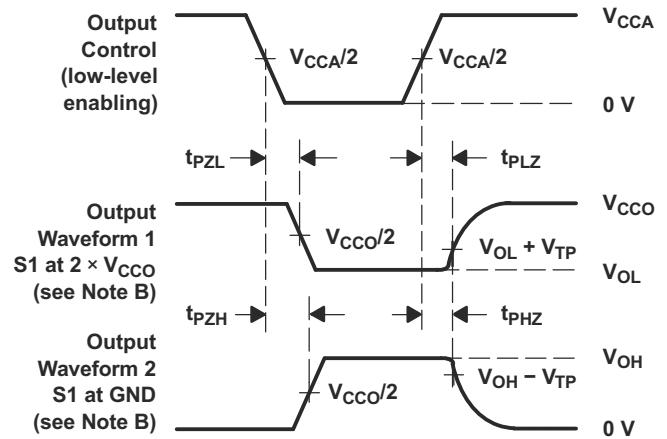 Output
Control
(low-level
enabling)
V_CCA
V_CCA/2
V_CCA/2
0 V
t_PZL
t_PLZ
Output
Waveform 1
S1 at 2 × V_CCO
(see Note B)
V_CCO
V_CCO/2
V_OL + V_TP
V_OL
t_PZH
t_PHZ
Output
Waveform 2
S1 at GND
(see Note B)
V_OH
V_CCO/2
V_OH − V_TP
0 V